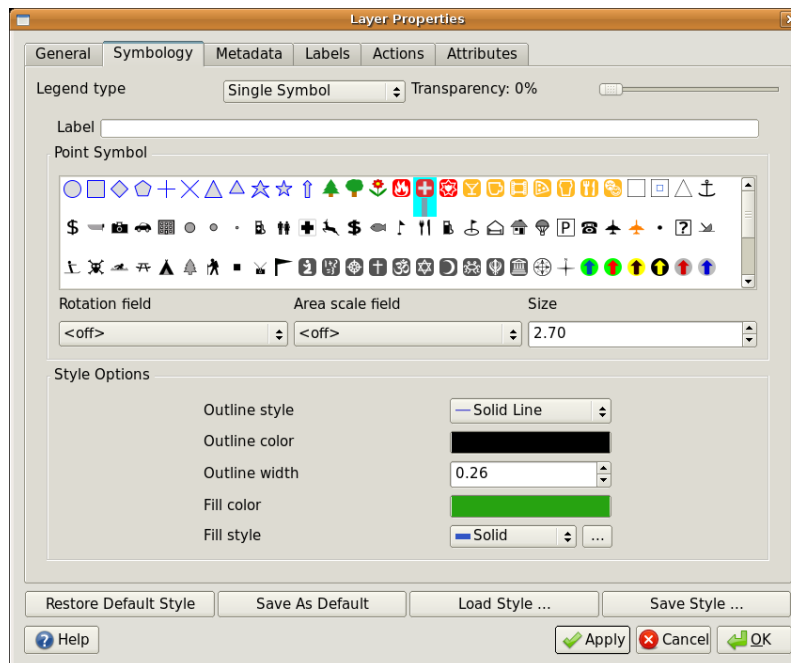 Layer Properties
General Symbology Metadata Labels Actions Attributes
Legend type Single Symbol Transparency: 0%
Label
Point Symbol
$ $ P ?
Rotation field Area scale field Size
<off> <off> 2.70
Style Options
Outline style Solid Line
Outline color
Outline width 0.26
Fill color
Fill style Solid ...
Restore Default Style Save As Default Load Style ... Save Style ...
Help Apply Cancel OK